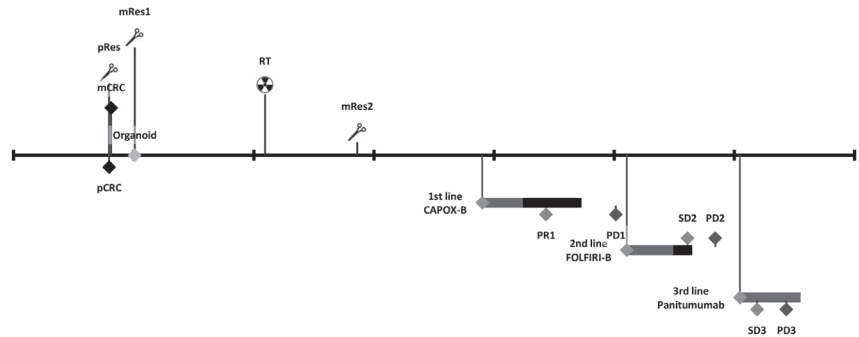 mRes1
pRes
mCRC
Organoid
pCRC
RT
mRes2
1st line
CAPOX-B
PR1
PD1
2nd line
FOLFIRI-B
SD2
PD2
3rd line
Panitumumab
SD3
PD3